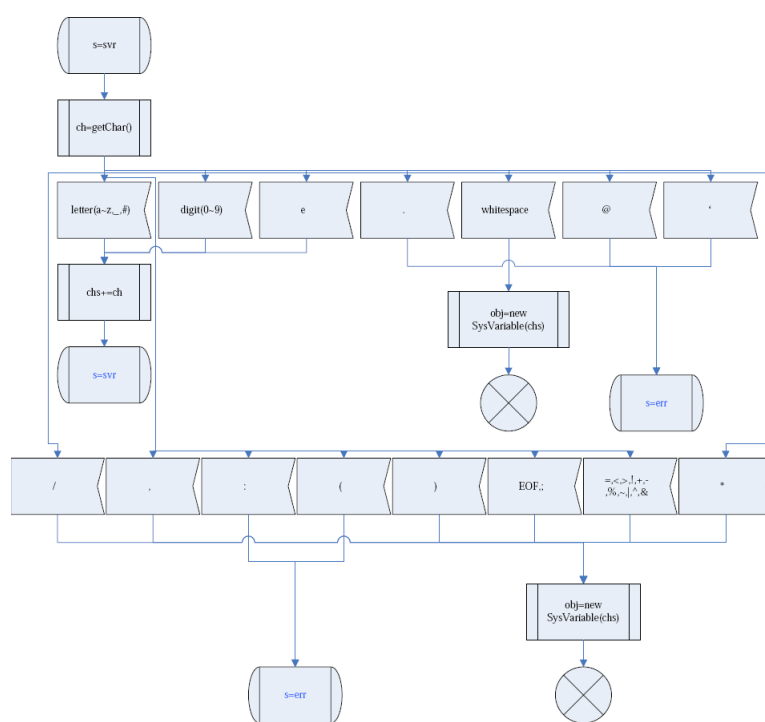 s=svr
ch=getChar()
letter(a~z,_,#)
digit(0~9)
e
.
whitespace
@
‘
chs+=ch
obj=new
SysVariable(chs)
s=svr
s=err
/
,
:
(
)
EOF,;
=,<,>,!,+,-
,%,~,|,^,&
*
obj=new
SysVariable(chs)
s=err